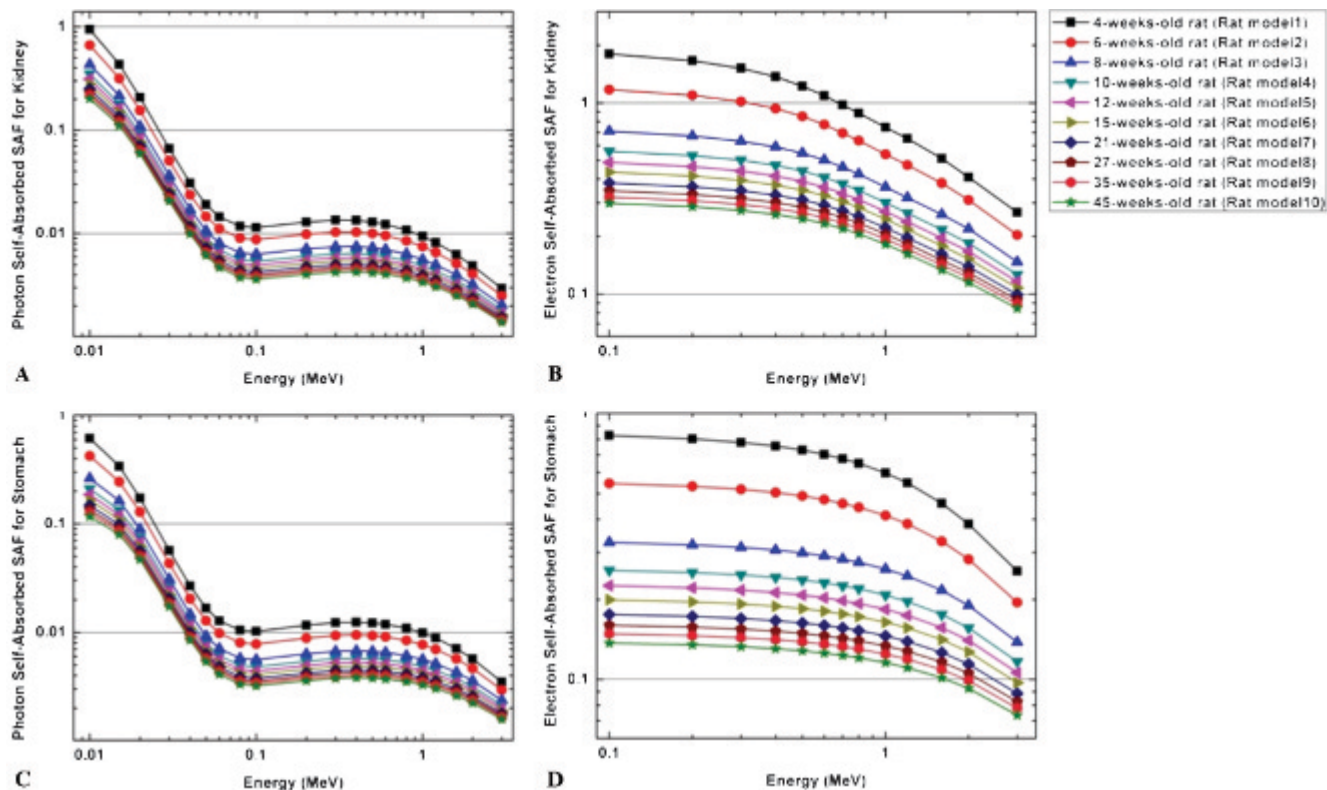 1
0.1
0.01
Photon Self-Absorbed SAF for Kidney
0.01
0.1
1
Energy (MeV)
A
1
0.1
Electron Self-Absorbed SAF for Kidney
0.1
1
Energy (MeV)
B
4-weeks-old rat (Rat model1)
6-weeks-old rat (Rat model2)
8-weeks-old rat (Rat model3)
10-weeks-old rat (Rat model4)
12-weeks-old rat (Rat model5)
15-weeks-old rat (Rat model6)
21-weeks-old rat (Rat model7)
27-weeks-old rat (Rat model8)
35-weeks-old rat (Rat model9)
45-weeks-old rat (Rat model10)
1
0.1
0.01
Photon Self-Absorbed SAF for Stomach
0.01
0.1
1
Energy (MeV)
C
1
0.1
Electron Self-Absorbed SAF for Stomach
0.1
1
Energy (MeV)
D